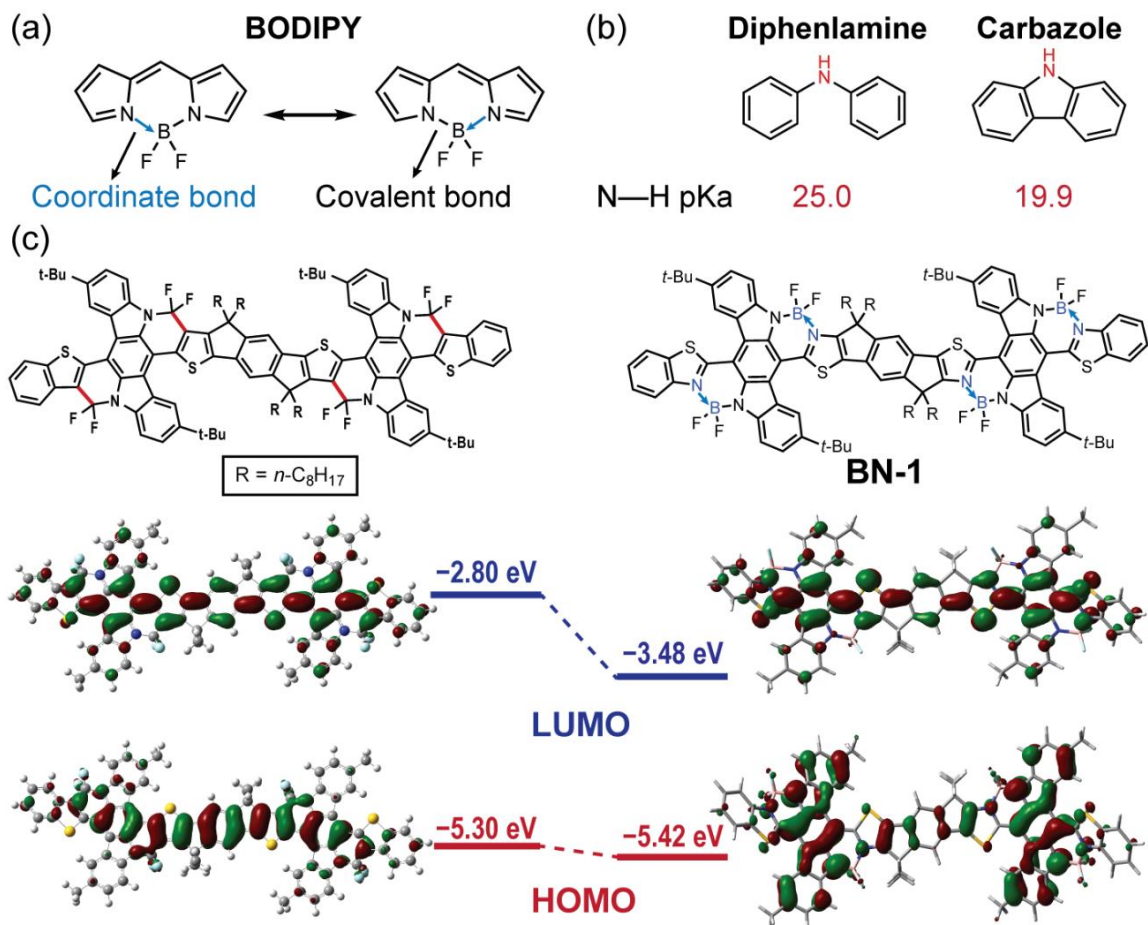 (a) BODIPY
N N
B
F F
N N
B
F F
Coordinate bond Covalent bond
(b) Diphenlamine Carbazole
H
N
H
N
N—H pKa 25.0 19.9
(c)
t-Bu
F F
N
R R
S
S
F F
N
R R
t-Bu
t-Bu
F F
N
S
F F
N
S
t-Bu
R = n-C8H17
t-Bu
F F
N B
N
R R
S
S
N
B N
F F
t-Bu
R R
t-Bu
F F
N B
N
S
S
N
B N
F F
t-Bu
BN-1
−2.80 eV
−3.48 eV
LUMO
−5.30 eV
−5.42 eV
HOMO